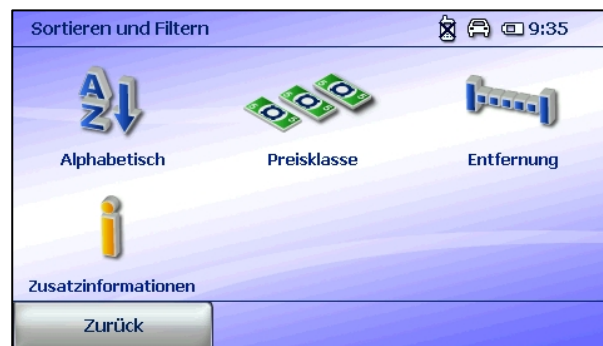 Sortieren und Filtern 9:35
A
Z
Alphabetisch Preisklasse Entfernung
i
Zusatzinformationen
Zurück